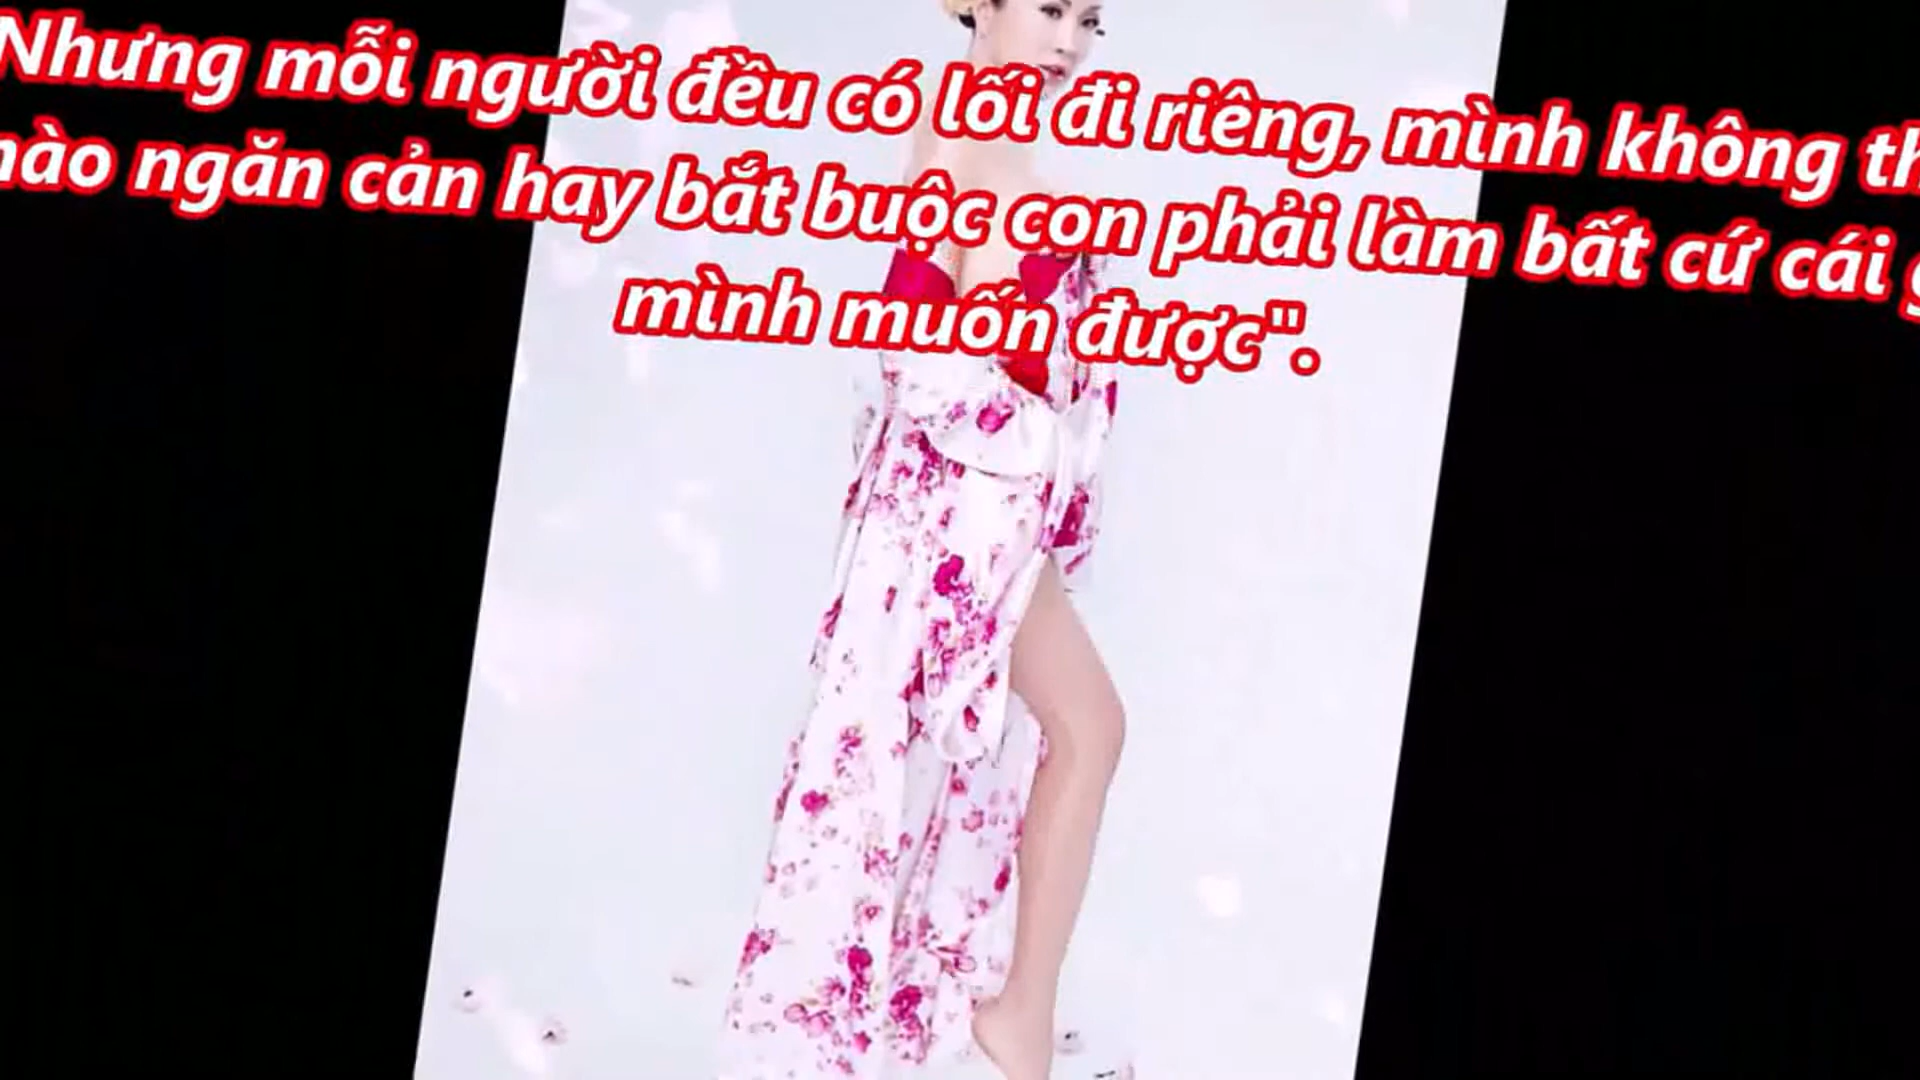 Nhưng mỗi người đều có lối đi riêng, mình không th
nào ngăn cản hay bắt buộc con phải làm bất cứ cái g
mình muốn được".